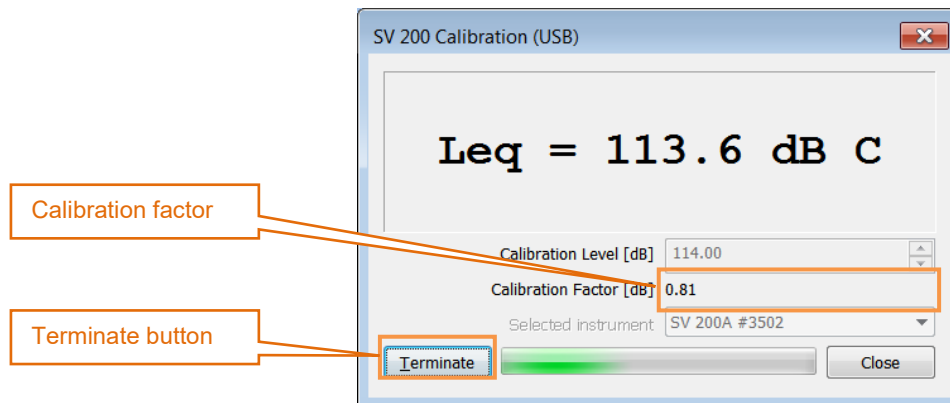 SV 200 Calibration (USB)
Leq = 113.6 dB C
Calibration factor
Calibration Level [dB] 114.00
Calibration Factor [dB] 0.81
Selected instrument SV 200A #3502
Terminate button
Terminate Close